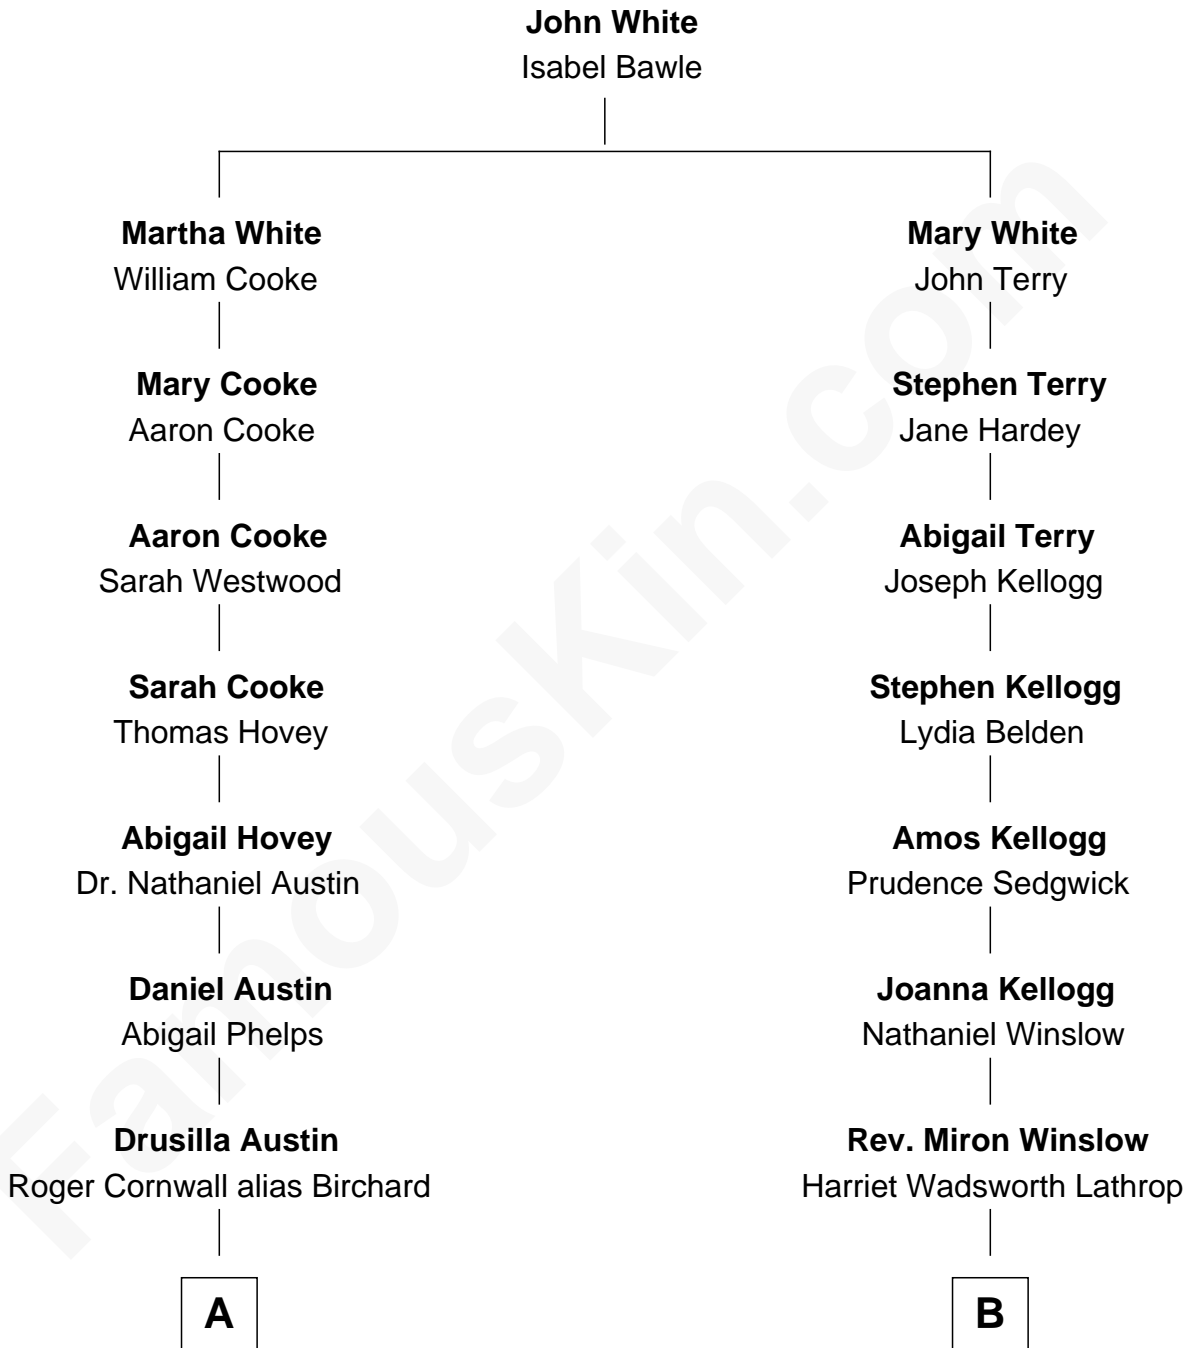 John White
Isabel Bawle
Martha White
William Cooke
Mary White
John Terry
Mary Cooke
Aaron Cooke
Stephen Terry
Jane Hardey
Aaron Cooke
Sarah Westwood
Abigail Terry
Joseph Kellogg
Sarah Cooke
Thomas Hovey
Stephen Kellogg
Lydia Belden
Abigail Hovey
Dr. Nathaniel Austin
Amos Kellogg
Prudence Sedgwick
Daniel Austin
Abigail Phelps
Joanna Kellogg
Nathaniel Winslow
Drusilla Austin
Roger Cornwall alias Birchard
Rev. Miron Winslow
Harriet Wadsworth Lathrop
A
B
FamousKin.com